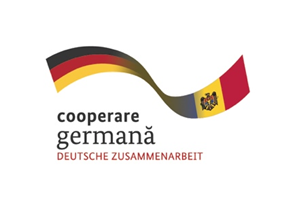 cooperare
germană
DEUTSCHE ZUSAMMENARBEIT